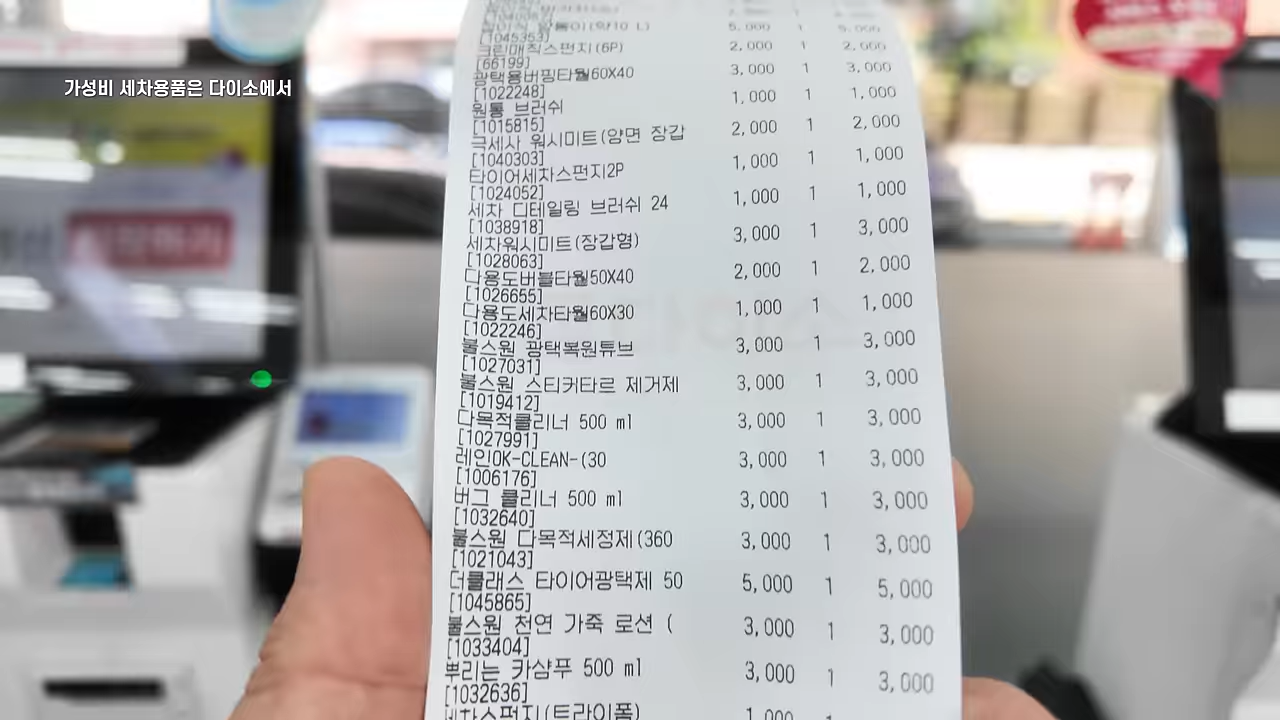 가성비 세차용품은 다이소에서
5,000 1 5,000
[1045353]
크린매직스펀지(6P) 2,000 1 2,000
[66199]
광택용버핑타월60X40 3,000 1 3,000
[1022248]
원통 브러쉬 1,000 1 1,000
[1015815]
극세사 워시미트(양면 장갑 2,000 1 2,000
[1040303]
타이어세차스펀지2P 1,000 1 1,000
[1024052]
세차 디테일링 브러쉬 24 1,000 1 1,000
[1038918]
세차워시미트(장갑형) 3,000 1 3,000
[1028063]
다용도버블타월50X40 2,000 1 2,000
[1026655]
다용도세차타월60X30 1,000 1 1,000
[1022246]
불스원 광택복원튜브 3,000 1 3,000
[1027031]
불스원 스티커타르 제거제 3,000 1 3,000
[1019412]
다목적클리너 500 ml 3,000 1 3,000
[1027991]
레인OK-CLEAN-(30 3,000 1 3,000
[1006176]
버그 클리너 500 ml 3,000 1 3,000
[1032640]
불스원 다목적세정제(360 3,000 1 3,000
[1021043]
더클래스 타이어광택제 50 5,000 1 5,000
[1045865]
불스원 천연 가죽 로션 ( 3,000 1 3,000
[1033404]
뿌리는 카샴푸 500 ml 3,000 1 3,000
[1032636]
세차스펀지(트라이폼) 1,000